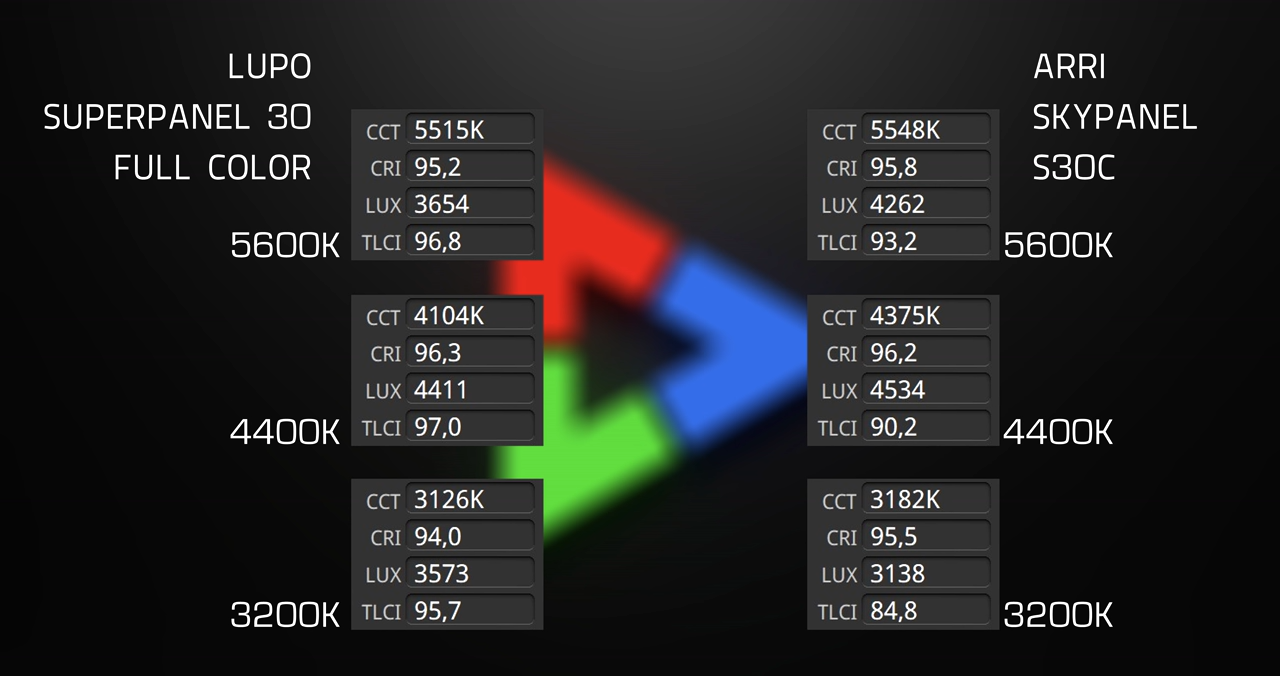 LUPO
SUPERPANEL 30
FULL COLOR
5600K
CCT 5515K
CRI 95,2
LUX 3654
TLCI 96,8
4400K
CCT 4104K
CRI 96,3
LUX 4411
TLCI 97,0
3200K
CCT 3126K
CRI 94,0
LUX 3573
TLCI 95,7
ARRI
SKYPANEL
S30C
5600K
CCT 5548K
CRI 95,8
LUX 4262
TLCI 93,2
4400K
CCT 4375K
CRI 96,2
LUX 4534
TLCI 90,2
3200K
CCT 3182K
CRI 95,5
LUX 3138
TLCI 84,8